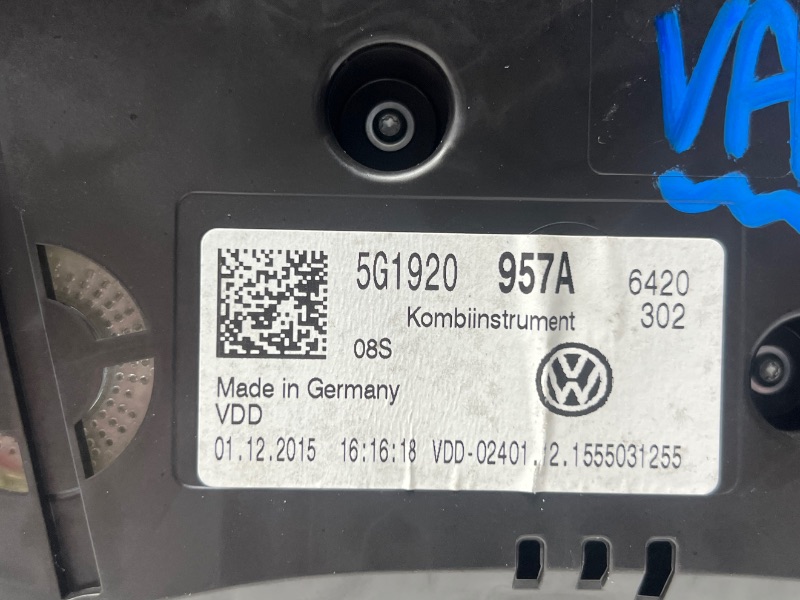 VA
5G1920 957A 6420
Kombiinstrument 302
08S
Made in Germany
VDD
01.12.2015 16:16:18 VDD-02401.12.1555031255